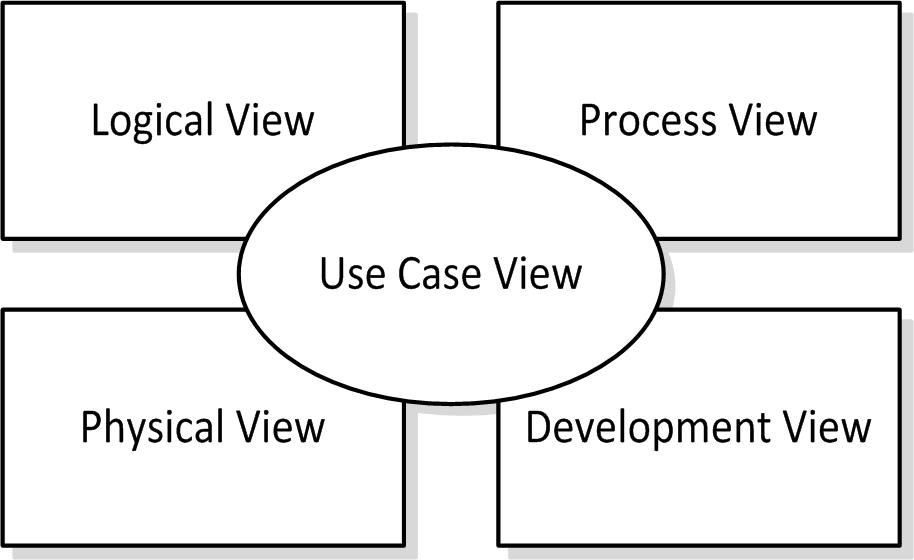 Logical View
Process View
Use Case View
Physical View
Development View